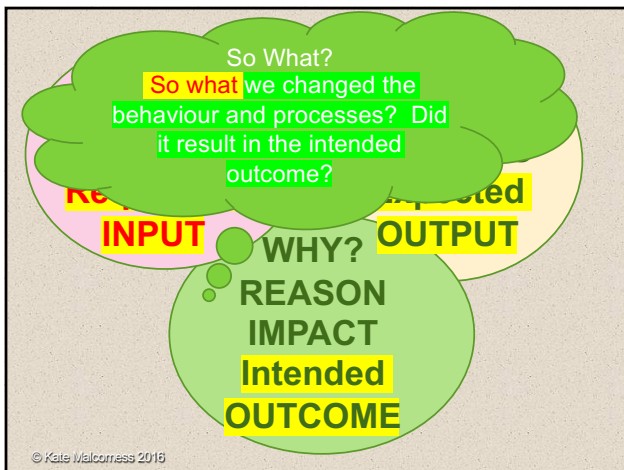 So What?
So what we changed the
behaviour and processes? Did
it result in the intended
outcome?
INPUT
OUTPUT
WHY?
REASON
IMPACT
Intended
OUTCOME
© Kate Malcomess 2016